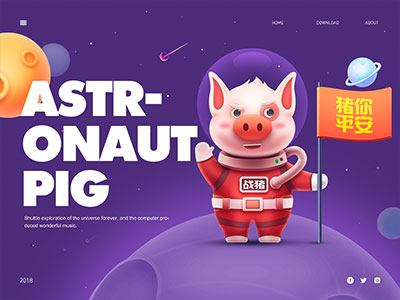 HOME DOWNLOAD ABOUT
ASTR-
ONAUT
PIG
猪你
平安
战猪
Shuttle exploration of the universe forever, and the computer pro-
duced wonderful music.
2018